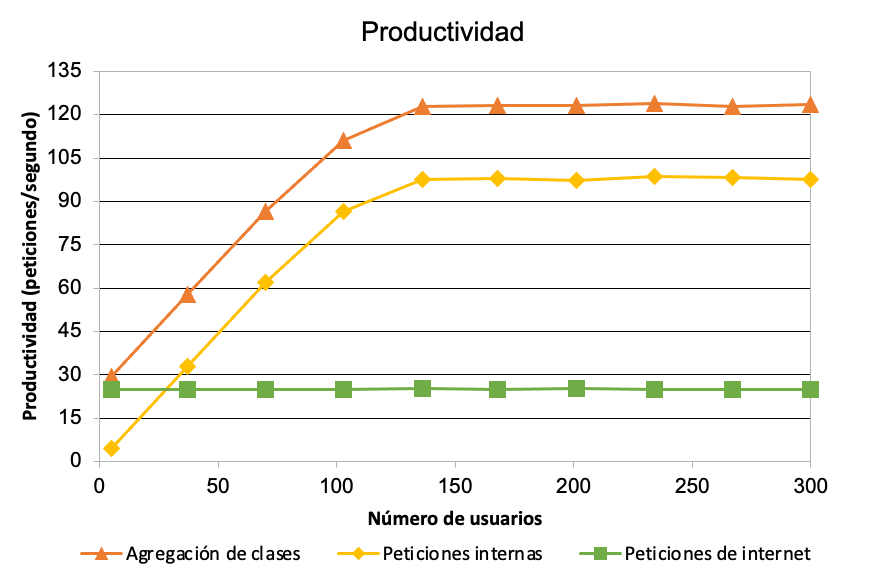 Productividad
135
120
105
90
75
60
45
30
15
0
Productividad (peticiones/segundo)
0 50 100 150 200 250 300
Número de usuarios
Agregación de clases Peticiones internas Peticiones de internet